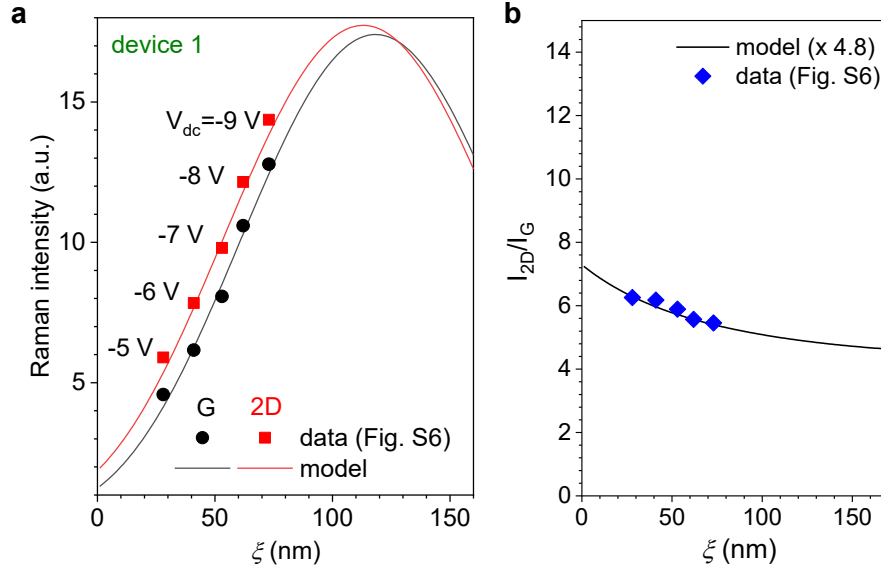 a
device 1
V_dc=-9 V
-8 V
-7 V
-6 V
-5 V
G 2D
data (Fig. S6)
model
Raman intensity (a.u.)
15
10
5
0 50 100 150
ξ (nm)
b
model (x 4.8)
data (Fig. S6)
I_2D/I_G
14
12
10
8
6
4
2
0
0 50 100 150
ξ (nm)